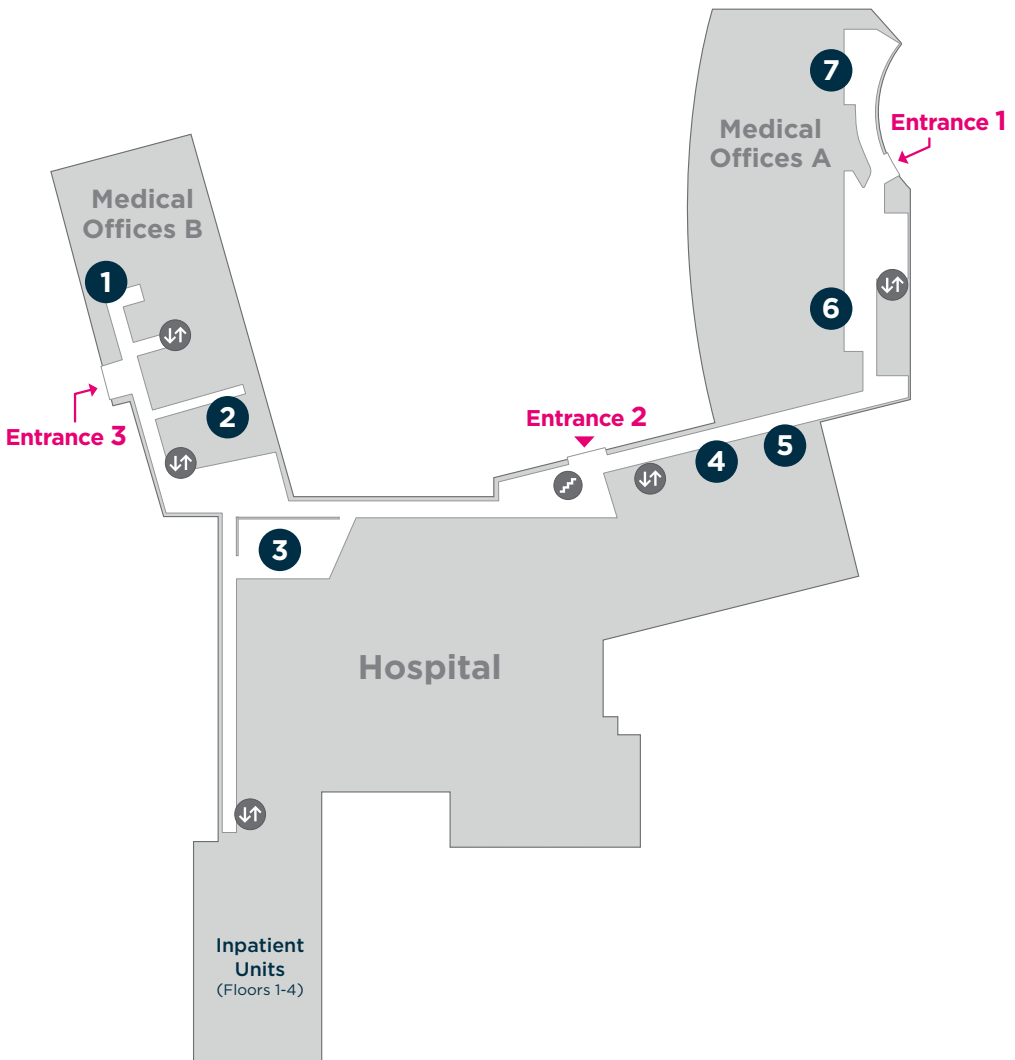 7
Entrance 1
Medical
Offices A
Medical
Offices B
1
6
2
Entrance 2
Entrance 3
5
4
3
Hospital
Inpatient
Units
(Floors 1-4)